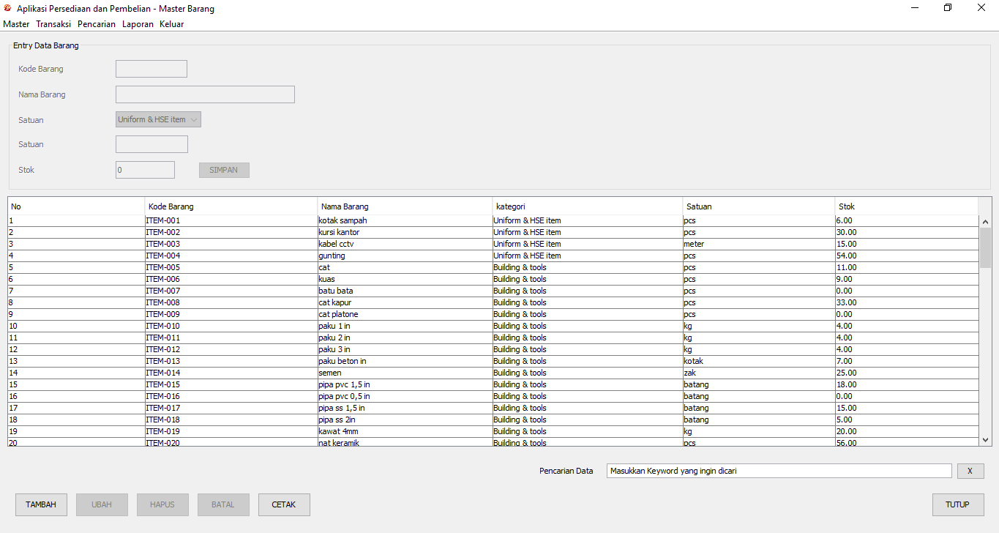 Aplikasi Persediaan dan Pembelian - Master Barang
Master Transaksi Pencarian Laporan Keluar
Entry Data Barang
Kode Barang
Nama Barang
Satuan Uniform & HSE item
Satuan
Stok 0 SIMPAN
No Kode Barang Nama Barang kategori Satuan Stok
1 ITEM-001 kotak sampah Uniform & HSE item pcs 6.00
2 ITEM-002 kursi kantor Uniform & HSE item pcs 30.00
3 ITEM-003 kabel cctv Uniform & HSE item meter 15.00
4 ITEM-004 gunting Uniform & HSE item pcs 54.00
5 ITEM-005 cat Building & tools pcs 11.00
6 ITEM-006 kuas Building & tools pcs 9.00
7 ITEM-007 batu bata Building & tools pcs 0.00
8 ITEM-008 cat kapur Building & tools pcs 33.00
9 ITEM-009 cat platone Building & tools pcs 0.00
10 ITEM-010 paku 1 in Building & tools kg 4.00
11 ITEM-011 paku 2 in Building & tools kg 4.00
12 ITEM-012 paku 3 in Building & tools kg 4.00
13 ITEM-013 paku beton in Building & tools kotak 7.00
14 ITEM-014 semen Building & tools zak 25.00
15 ITEM-015 pipa pvc 1,5 in Building & tools batang 18.00
16 ITEM-016 pipa pvc 0,5 in Building & tools batang 0.00
17 ITEM-017 pipa ss 1,5 in Building & tools batang 15.00
18 ITEM-018 pipa ss 2in Building & tools batang 5.00
19 ITEM-019 kawat 4mm Building & tools kg 20.00
20 ITEM-020 nat keramik Building & tools pcs 56.00
Pencarian Data Masukkan Keyword yang ingin dicari X
TAMBAH UBAH HAPUS BATAL CETAK TUTUP